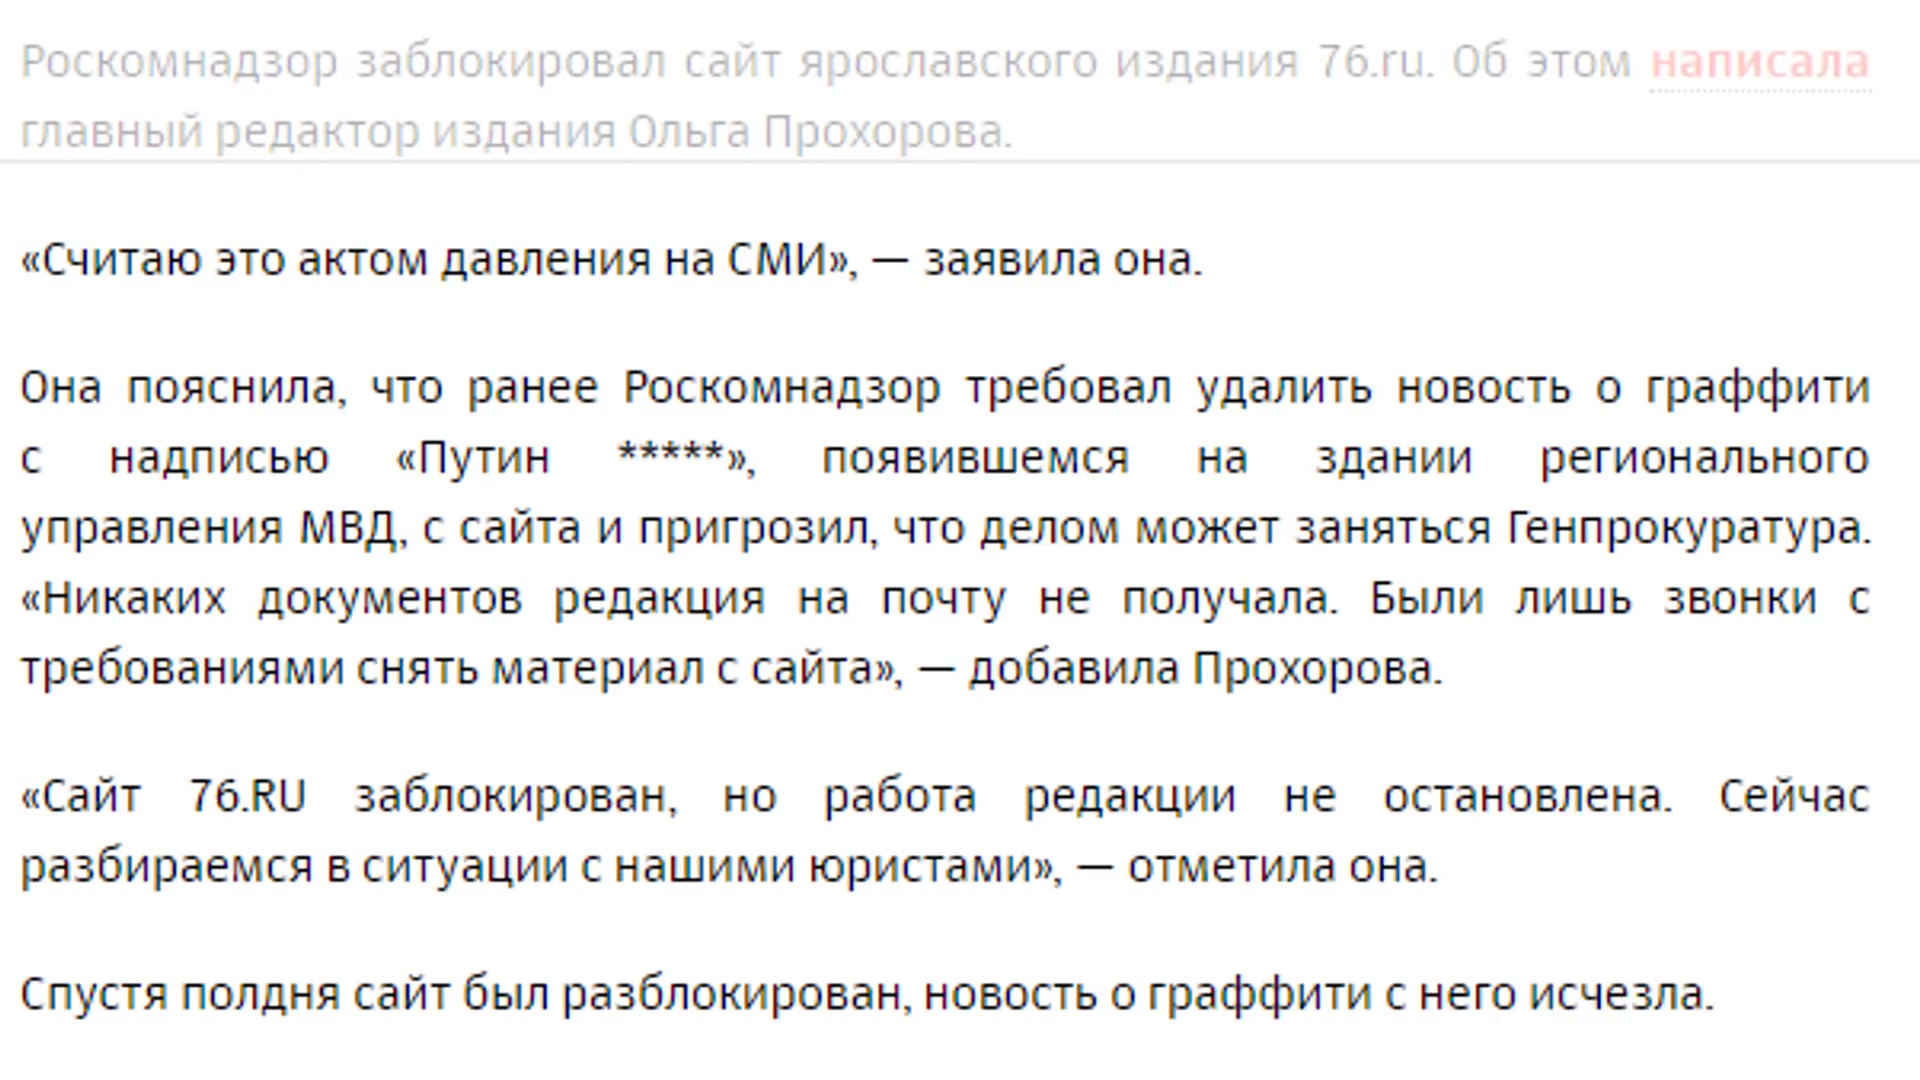 Роскомнадзор заблокировал сайт ярославского издания 76.ru. Об этом написала
главный редактор издания Ольга Прохорова.
«Считаю это актом давления на СМИ», — заявила она.
Она пояснила, что ранее Роскомнадзор требовал удалить новость о граффити
с надписью «Путин *****», появившемся на здании регионального
управления МВД, с сайта и пригрозил, что делом может заняться Генпрокуратура.
«Никаких документов редакция на почту не получала. Были лишь звонки с
требованиями снять материал с сайта», — добавила Прохорова.
«Сайт 76.RU заблокирован, но работа редакции не остановлена. Сейчас
разбираемся в ситуации с нашими юристами», — отметила она.
Спустя полдня сайт был разблокирован, новость о граффити с него исчезла.